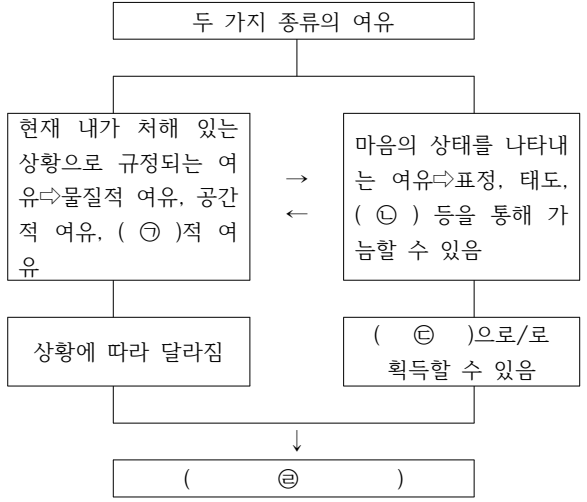 두 가지 종류의 여유
현재 내가 처해 있는
상황으로 규정되는 여
유⇨물질적 여유, 공간
적 여유, ( ㉠ )적 여
유
→
←
마음의 상태를 나타내
는 여유⇨표정, 태도,
( ㉡ ) 등을 통해 가
늠할 수 있음
상황에 따라 달라짐
( ㉢ )으로/로
획득할 수 있음
↓
( ㉣ )